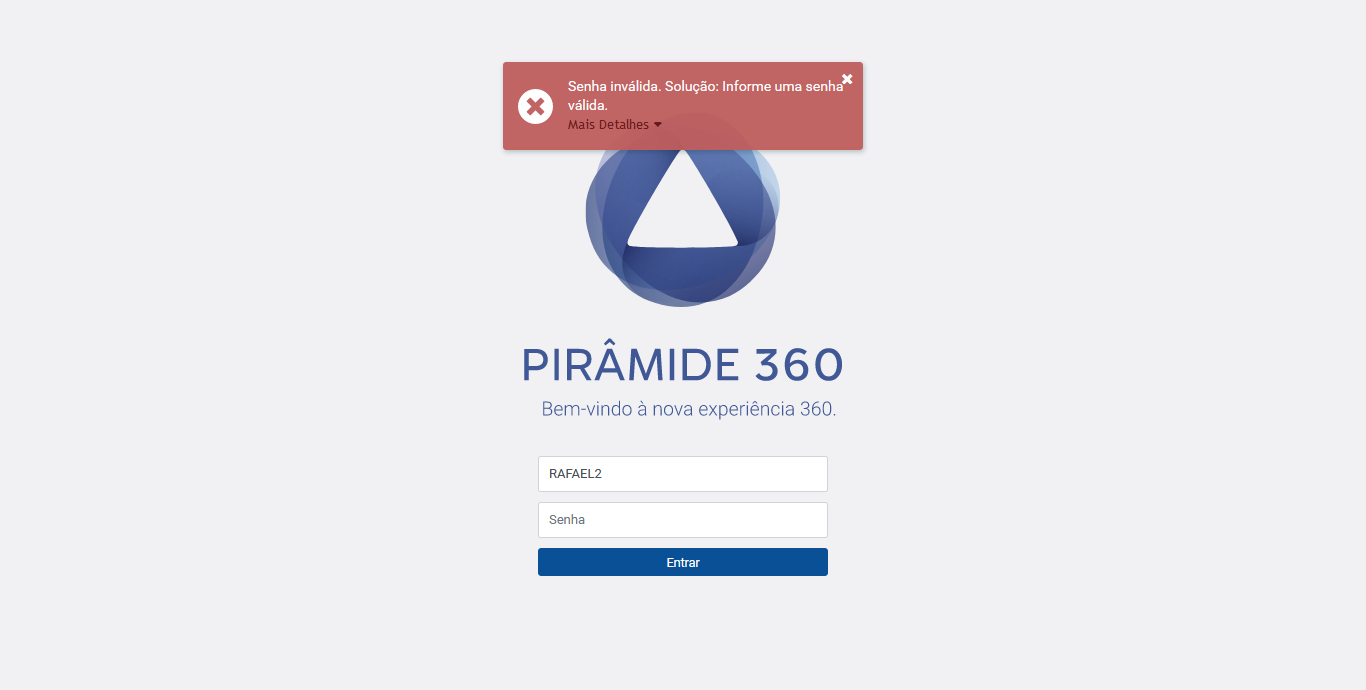 Senha inválida. Solução: Informe uma senha
válida.
Mais Detalhes
PIRÂMIDE 360
Bem-vindo à nova experiência 360.
RAFAEL2
Senha
Entrar